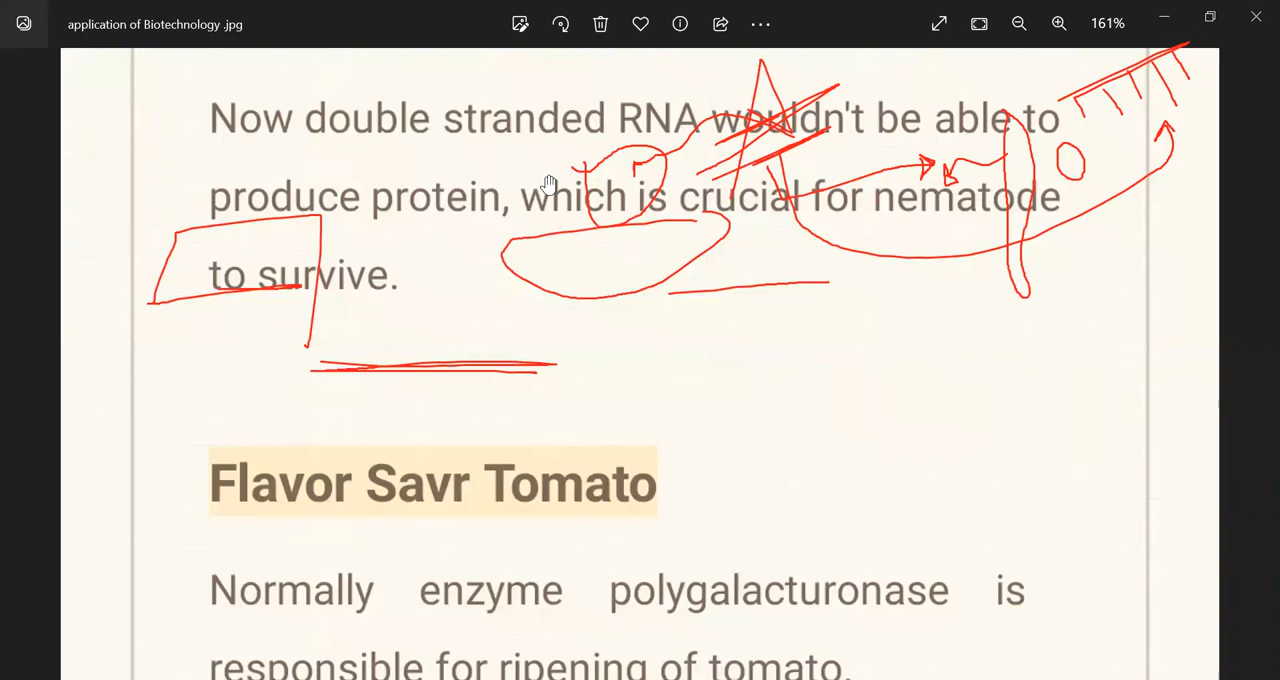 application of Biotechnology .jpg
161%
Now double stranded RNA wouldn't be able to
produce protein, which is crucial for nematode
to survive.
Flavor Savr Tomato
Normally enzyme polygalacturonase is
responsible for ripening of tomato.